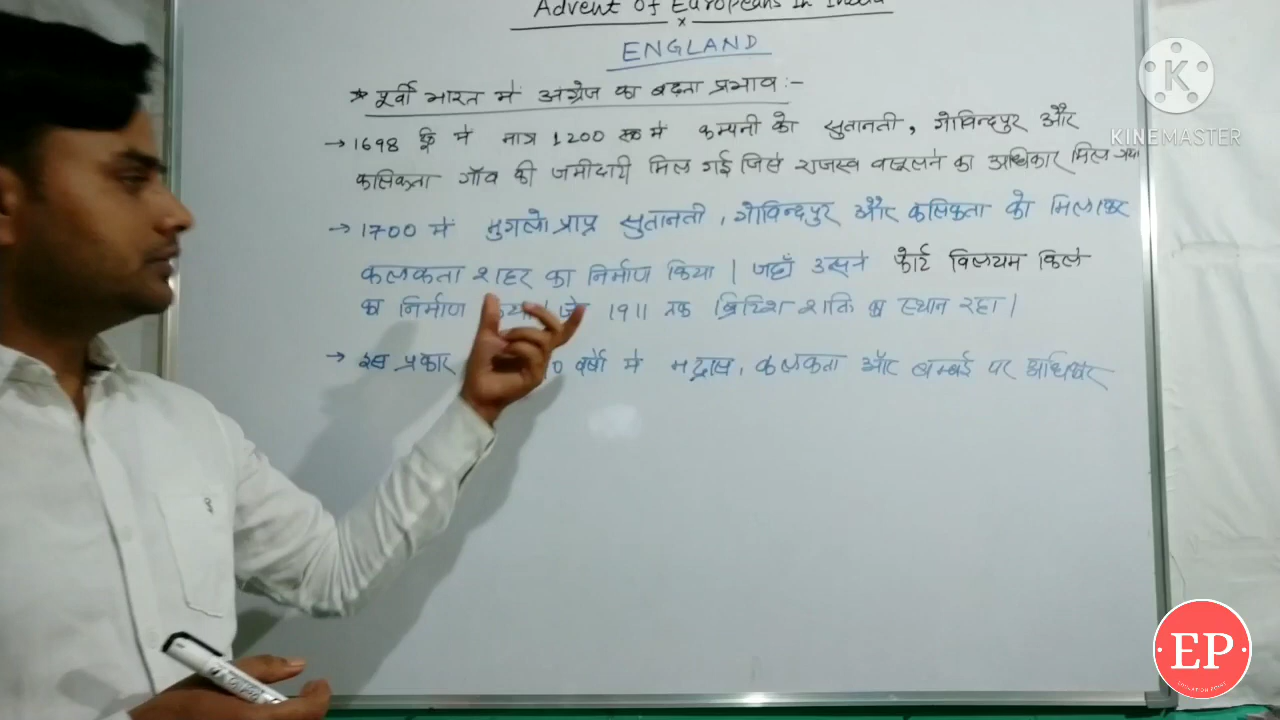 Advent of Europeans In India
x
ENGLAND
* पूर्वी भारत में अंग्रेज का बढ़ता प्रभाव :-
→ 1698 ई में मात्र 1200 रू में कम्पनी को सुतानती, गोविन्दपुर और
कलिकता गाँव की जमीदारी मिल गई जिसे राजस्व वसूलने का अधिकार मिल गया
→ 1700 में मुगलो प्राप्त सुतानती, गोविन्दपुर और कलिकता को मिलाकर
कलकता शहर का निर्माण किया | जहाँ उसने फोर्ट विलियम किले
का निर्माण 1911 तक ब्रिटिश शक्ति का स्थान रहा |
→ इस प्रकार 0 वर्षो में मद्रास, कलकता और बम्बई पर अधिकार
K
KINEMASTER
EP